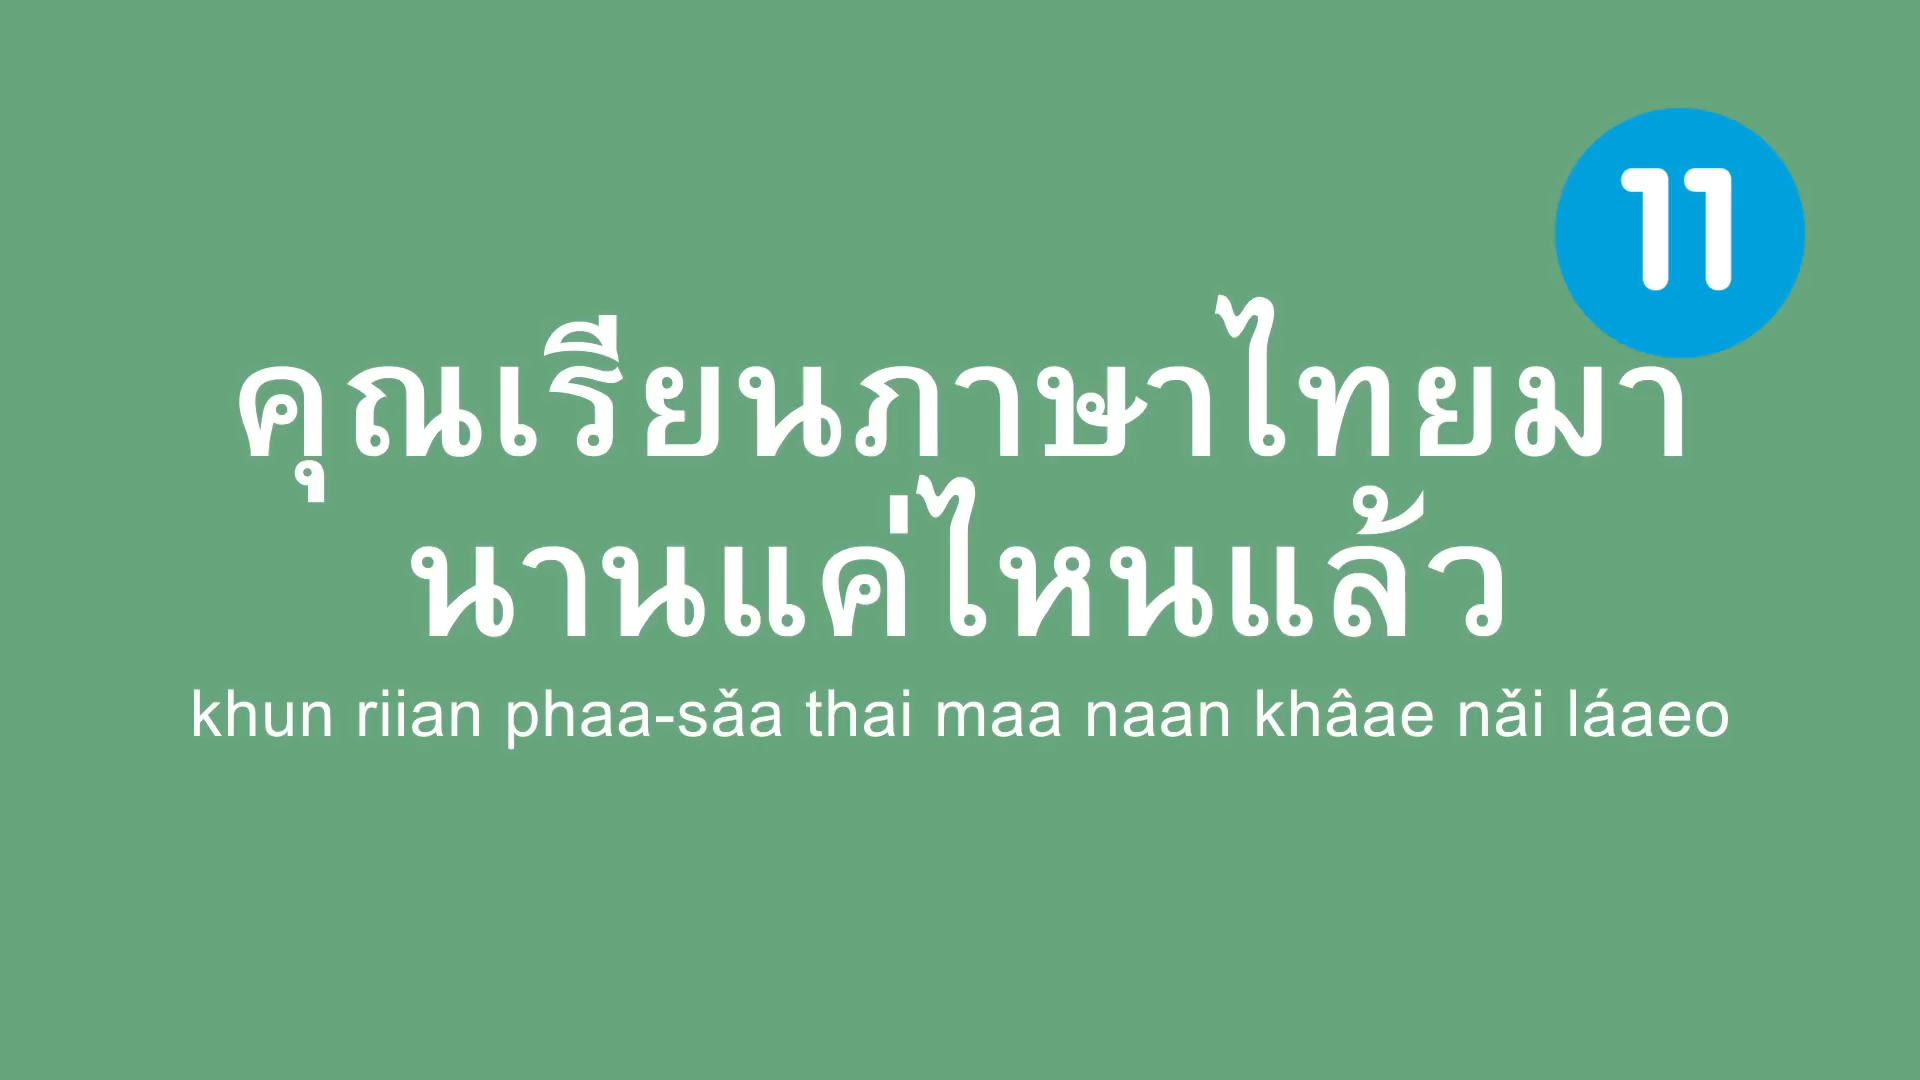 11
คุณเรียนภาษาไทยมา
นานแค่ไหนแล้ว
khun riian phaa-sǎa thai maa naan khâae nǎi láaeo